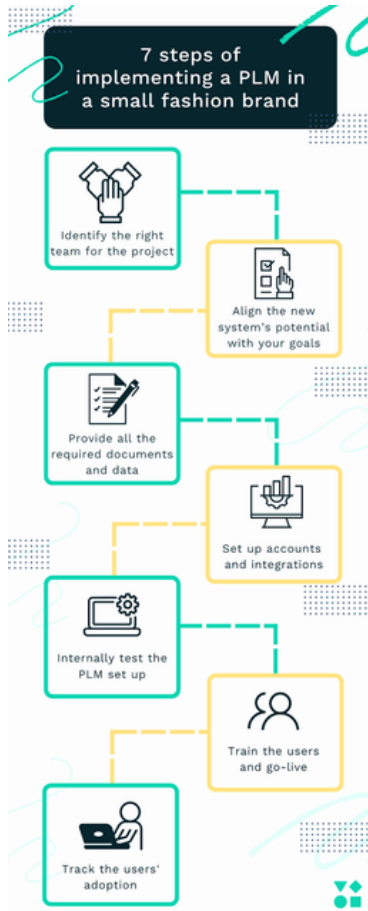 7 steps of
implementing a PLM in
a small fashion brand
Identify the right
team for the project
Align the new
system's potential
with your goals
Provide all the
required documents
and data
Set up accounts
and integrations
Internally test the
PLM set up
Train the users
and go-live
Track the users'
adoption